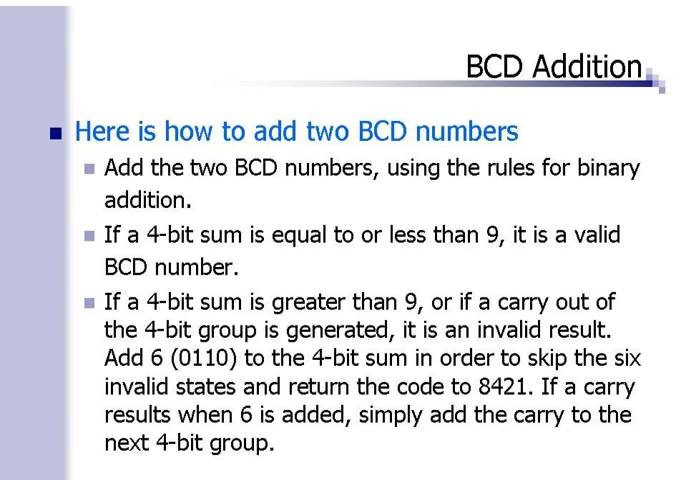 BCD Addition
Here is how to add two BCD numbers
Add the two BCD numbers, using the rules for binary
addition.
If a 4-bit sum is equal to or less than 9, it is a valid
BCD number.
If a 4-bit sum is greater than 9, or if a carry out of
the 4-bit group is generated, it is an invalid result.
Add 6 (0110) to the 4-bit sum in order to skip the six
invalid states and return the code to 8421. If a carry
results when 6 is added, simply add the carry to the
next 4-bit group.